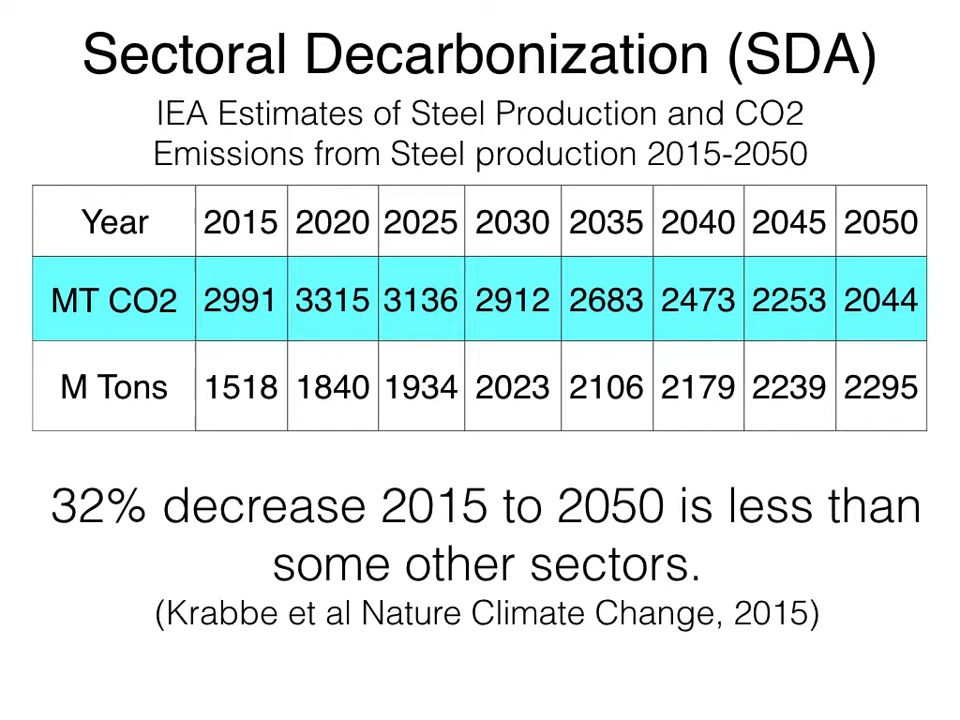 Sectoral Decarbonization (SDA)
IEA Estimates of Steel Production and CO2
Emissions from Steel production 2015-2050
Year 2015 2020 2025 2030 2035 2040 2045 2050
MT CO2 2991 3315 3136 2912 2683 2473 2253 2044
M Tons 1518 1840 1934 2023 2106 2179 2239 2295
32% decrease 2015 to 2050 is less than
some other sectors.
(Krabbe et al Nature Climate Change, 2015)